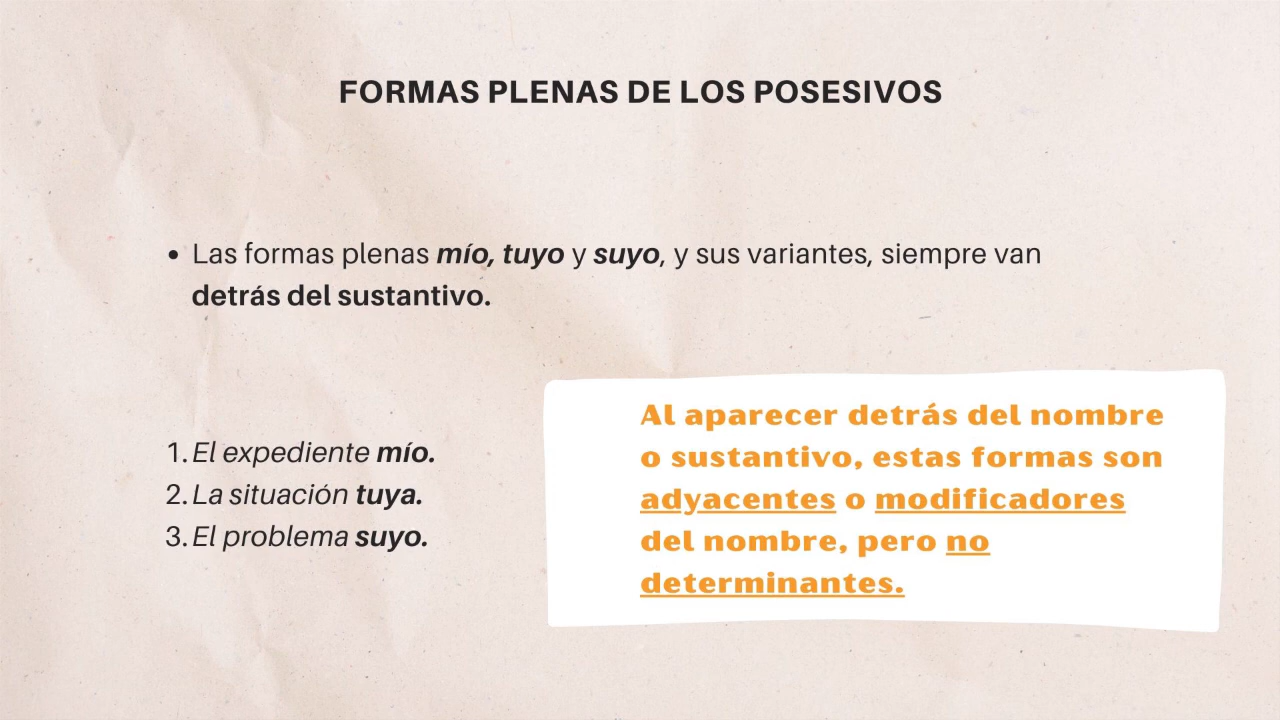 FORMAS PLENAS DE LOS POSESIVOS
• Las formas plenas mío, tuyo y suyo, y sus variantes, siempre van
detrás del sustantivo.
1. El expediente mío.
2. La situación tuya.
3. El problema suyo.
Al aparecer detrás del nombre
o sustantivo, estas formas son
adyacentes o modificadores
del nombre, pero no
determinantes.